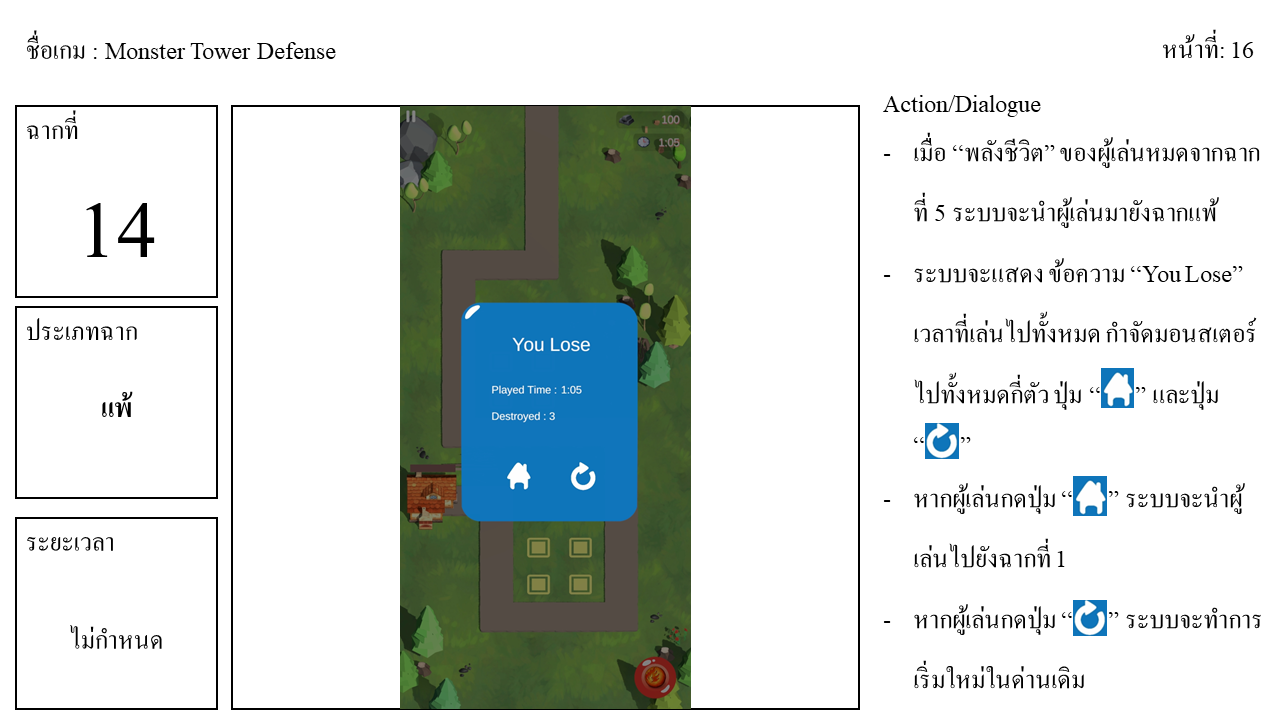 ชื่อเกม : Monster Tower Defense
หน้าที่: 16
ฉากที่
14
ประเภทฉาก
แพ้
ระยะเวลา
ไม่กำหนด
100
1:05
You Lose
Played Time : 1:05
Destroyed : 3
Action/Dialogue
- เมื่อ “พลังชีวิต” ของผู้เล่นหมดจากฉาก
ที่ 5 ระบบจะนำผู้เล่นมายังฉากแพ้
- ระบบจะแสดง ข้อความ “You Lose”
เวลาที่เล่นไปทั้งหมด กำจัดมอนสเตอร์
ไปทั้งหมดกี่ตัว ปุ่ม “” และปุ่ม
“”
- หากผู้เล่นกดปุ่ม “” ระบบจะนำผู้
เล่นไปยังฉากที่ 1
- หากผู้เล่นกดปุ่ม “” ระบบจะทำการ
เริ่มใหม่ในด่านเดิม